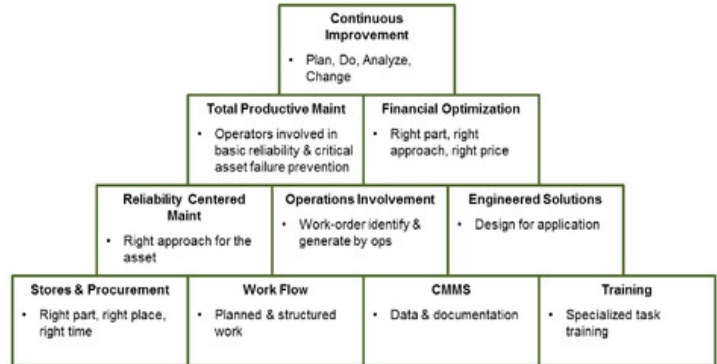 Continuous
Improvement
• Plan, Do, Analyze,
Change
Total Productive Maint
• Operators involved in
basic reliability & critical
asset failure prevention
Financial Optimization
• Right part, right
approach, right price
Reliability Centered
Maint
• Right approach for the
asset
Operations Involvement
• Work-order identify &
generate by ops
Engineered Solutions
• Design for application
Stores & Procurement
• Right part, right place,
right time
Work Flow
• Planned & structured
work
CMMS
• Data & documentation
Training
• Specialized task
training